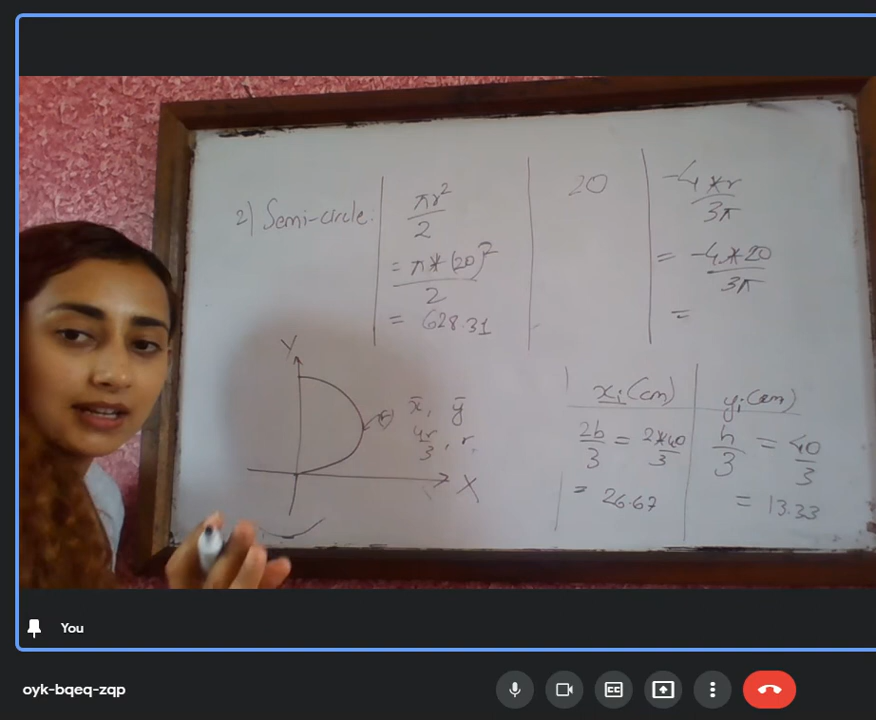 2) Semi-circle:
πr²
2
= π*(20)²
2
= 628.31
20
-4*r
3π
= -4*20
3π
=
Y
X
x̄, ȳ
4r/3, r
xi(cm)
yi(cm)
2b/3 = 2*40/3
= 26.67
h/3 = 40/3
= 13.33
You
oyk-bqeq-zqp
CC